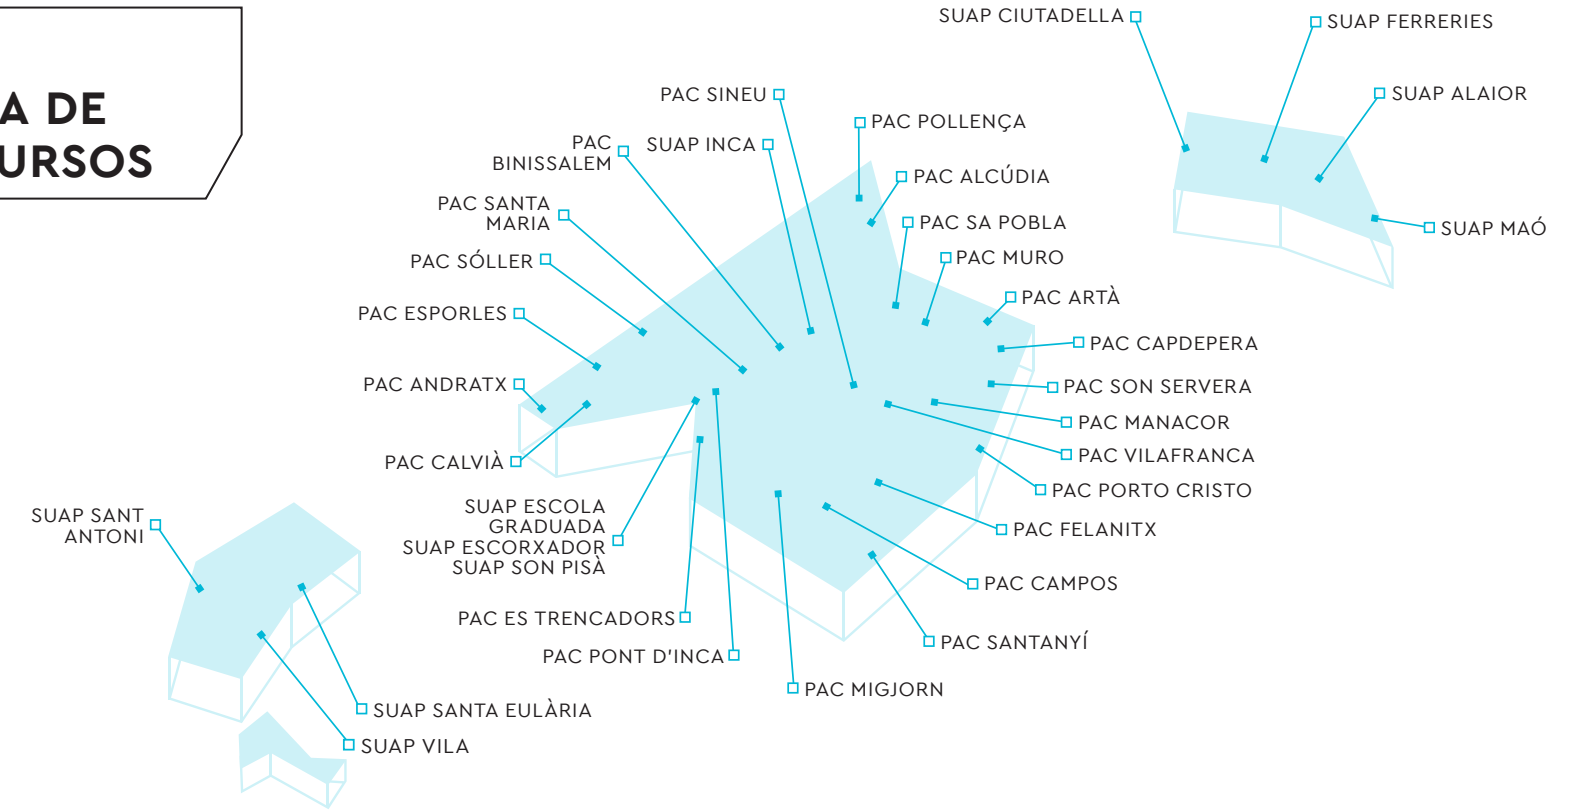 A DE
URSOS
SUAP CIUTADELLA
SUAP FERRERIES
SUAP ALAIOR
SUAP MAÓ
PAC SINEU
SUAP INCA
PAC
BINISSALEM
PAC SANTA
MARIA
PAC SÓLLER
PAC ESPORLES
PAC ANDRATX
PAC CALVIÀ
SUAP ESCOLA
GRADUADA
SUAP ESCORXADOR
SUAP SON PISÀ
PAC ES TRENCADORS
PAC PONT D'INCA
PAC MIGJORN
PAC POLLENÇA
PAC ALCÚDIA
PAC SA POBLA
PAC MURO
PAC ARTÀ
PAC CAPDEPERA
PAC SON SERVERA
PAC MANACOR
PAC VILAFRANCA
PAC PORTO CRISTO
PAC FELANITX
PAC CAMPOS
PAC SANTANYÍ
SUAP SANT
ANTONI
SUAP SANTA EULÀRIA
SUAP VILA